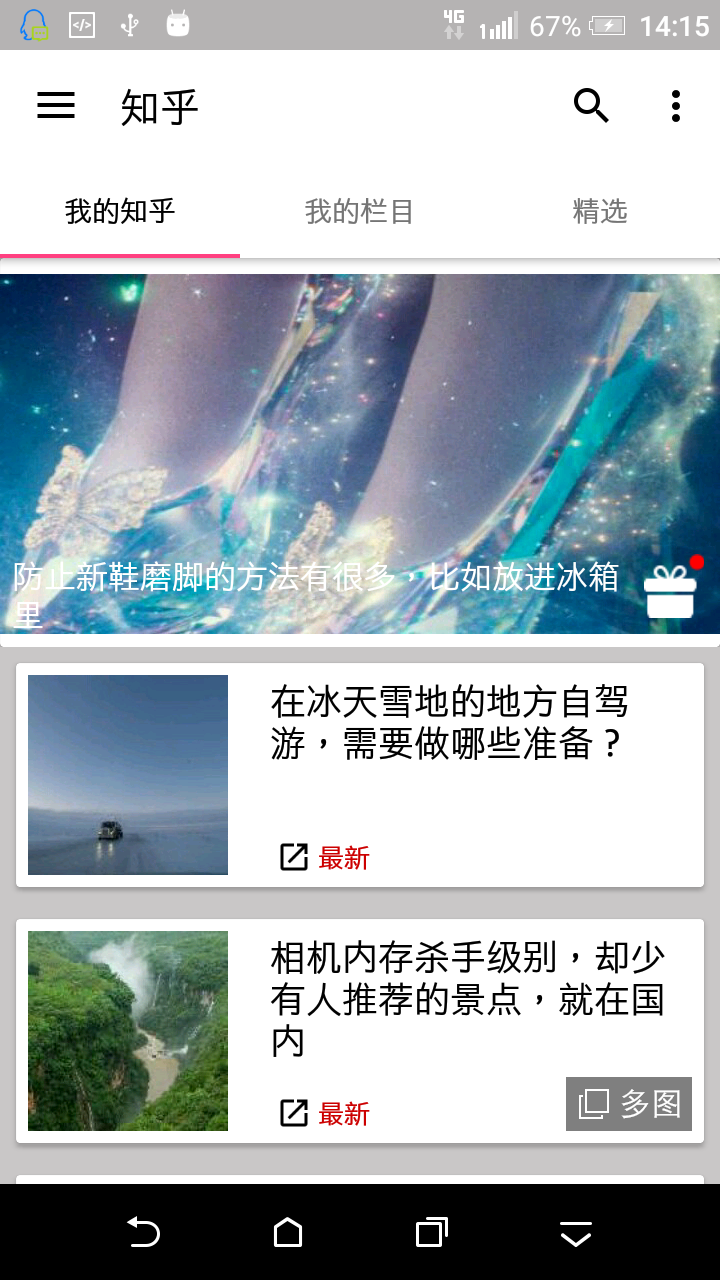 4G 1 67% 14:15
知乎
我的知乎 我的栏目 精选
防止新鞋磨脚的方法有很多，比如放进冰箱
里
在冰天雪地的地方自驾
游，需要做哪些准备？
最新
相机内存杀手级别，却少
有人推荐的景点，就在国
内
最新
多图